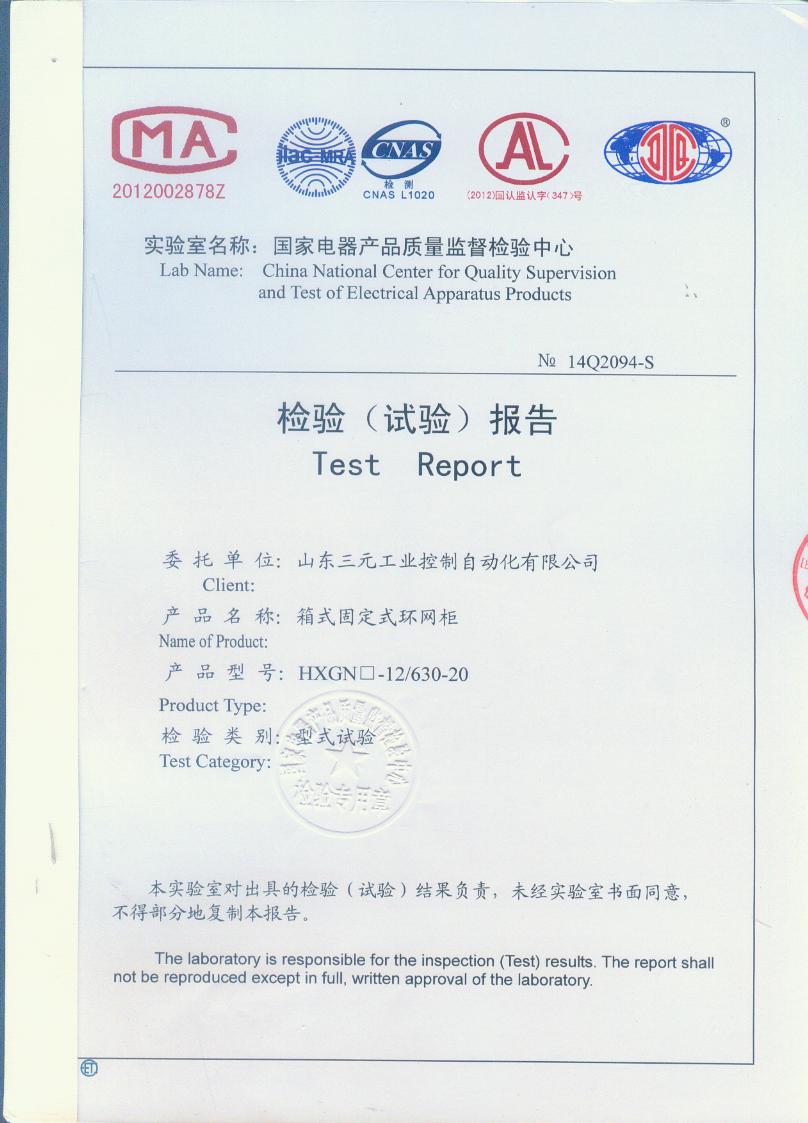 MA
ilac-MRA
CNAS
AL
®
检 测
2012002878Z
CNAS L1020
(2012)国认监认字(347)号
实验室名称：国家电器产品质量监督检验中心
Lab Name: China National Center for Quality Supervision
and Test of Electrical Apparatus Products
№ 14Q2094-S
检验（试验）报告
Test Report
委 托 单 位：山东三元工业控制自动化有限公司
Client:
产 品 名 称：箱式固定式环网柜
Name of Product:
产 品 型 号：HXGN□-12/630-20
Product Type:
检 验 类 别：型式试验
Test Category:
检验专用章
本实验室对出具的检验（试验）结果负责，未经实验室书面同意，
不得部分地复制本报告。
The laboratory is responsible for the inspection (Test) results. The report shall
not be reproduced except in full, written approval of the laboratory.